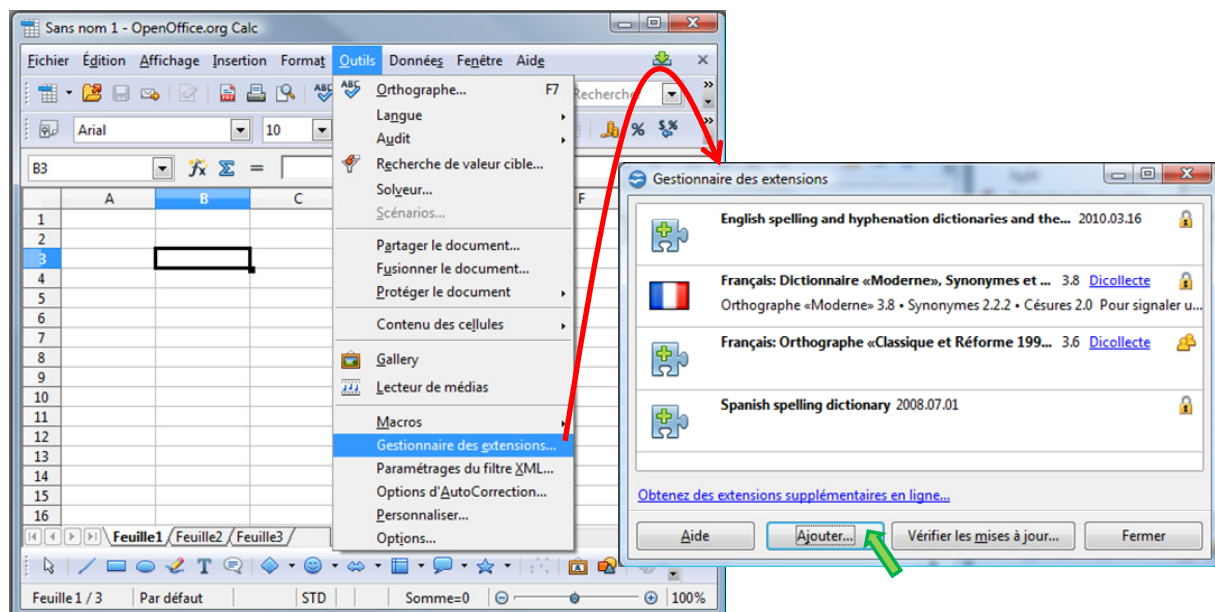 Sans nom 1 - OpenOffice.org Calc
Fichier Édition Affichage Insertion Format Outils Données Fenêtre Aide
Recherche
Arial 10
B3
A B C F
1
2
3
4
5
6
7
8
9
10
11
12
13
14
15
16
Orthographe... F7
Langue
Audit
Recherche de valeur cible...
Solveur...
Scénarios...
Partager le document...
Fusionner le document...
Protéger le document
Contenu des cellules
Gallery
Lecteur de médias
Macros
Gestionnaire des extensions...
Paramétrages du filtre XML...
Options d'AutoCorrection...
Personnaliser...
Options...
Feuille1 Feuille2 Feuille3
Feuille 1 / 3 Par défaut STD Somme=0 100%
Gestionnaire des extensions
English spelling and hyphenation dictionaries and the... 2010.03.16
Français: Dictionnaire «Moderne», Synonymes et ... 3.8 Dicollecte
Orthographe «Moderne» 3.8 • Synonymes 2.2.2 • Césures 2.0 Pour signaler u...
Français: Orthographe «Classique et Réforme 199... 3.6 Dicollecte
Spanish spelling dictionary 2008.07.01
Obtenez des extensions supplémentaires en ligne...
Aide Ajouter... Vérifier les mises à jour... Fermer